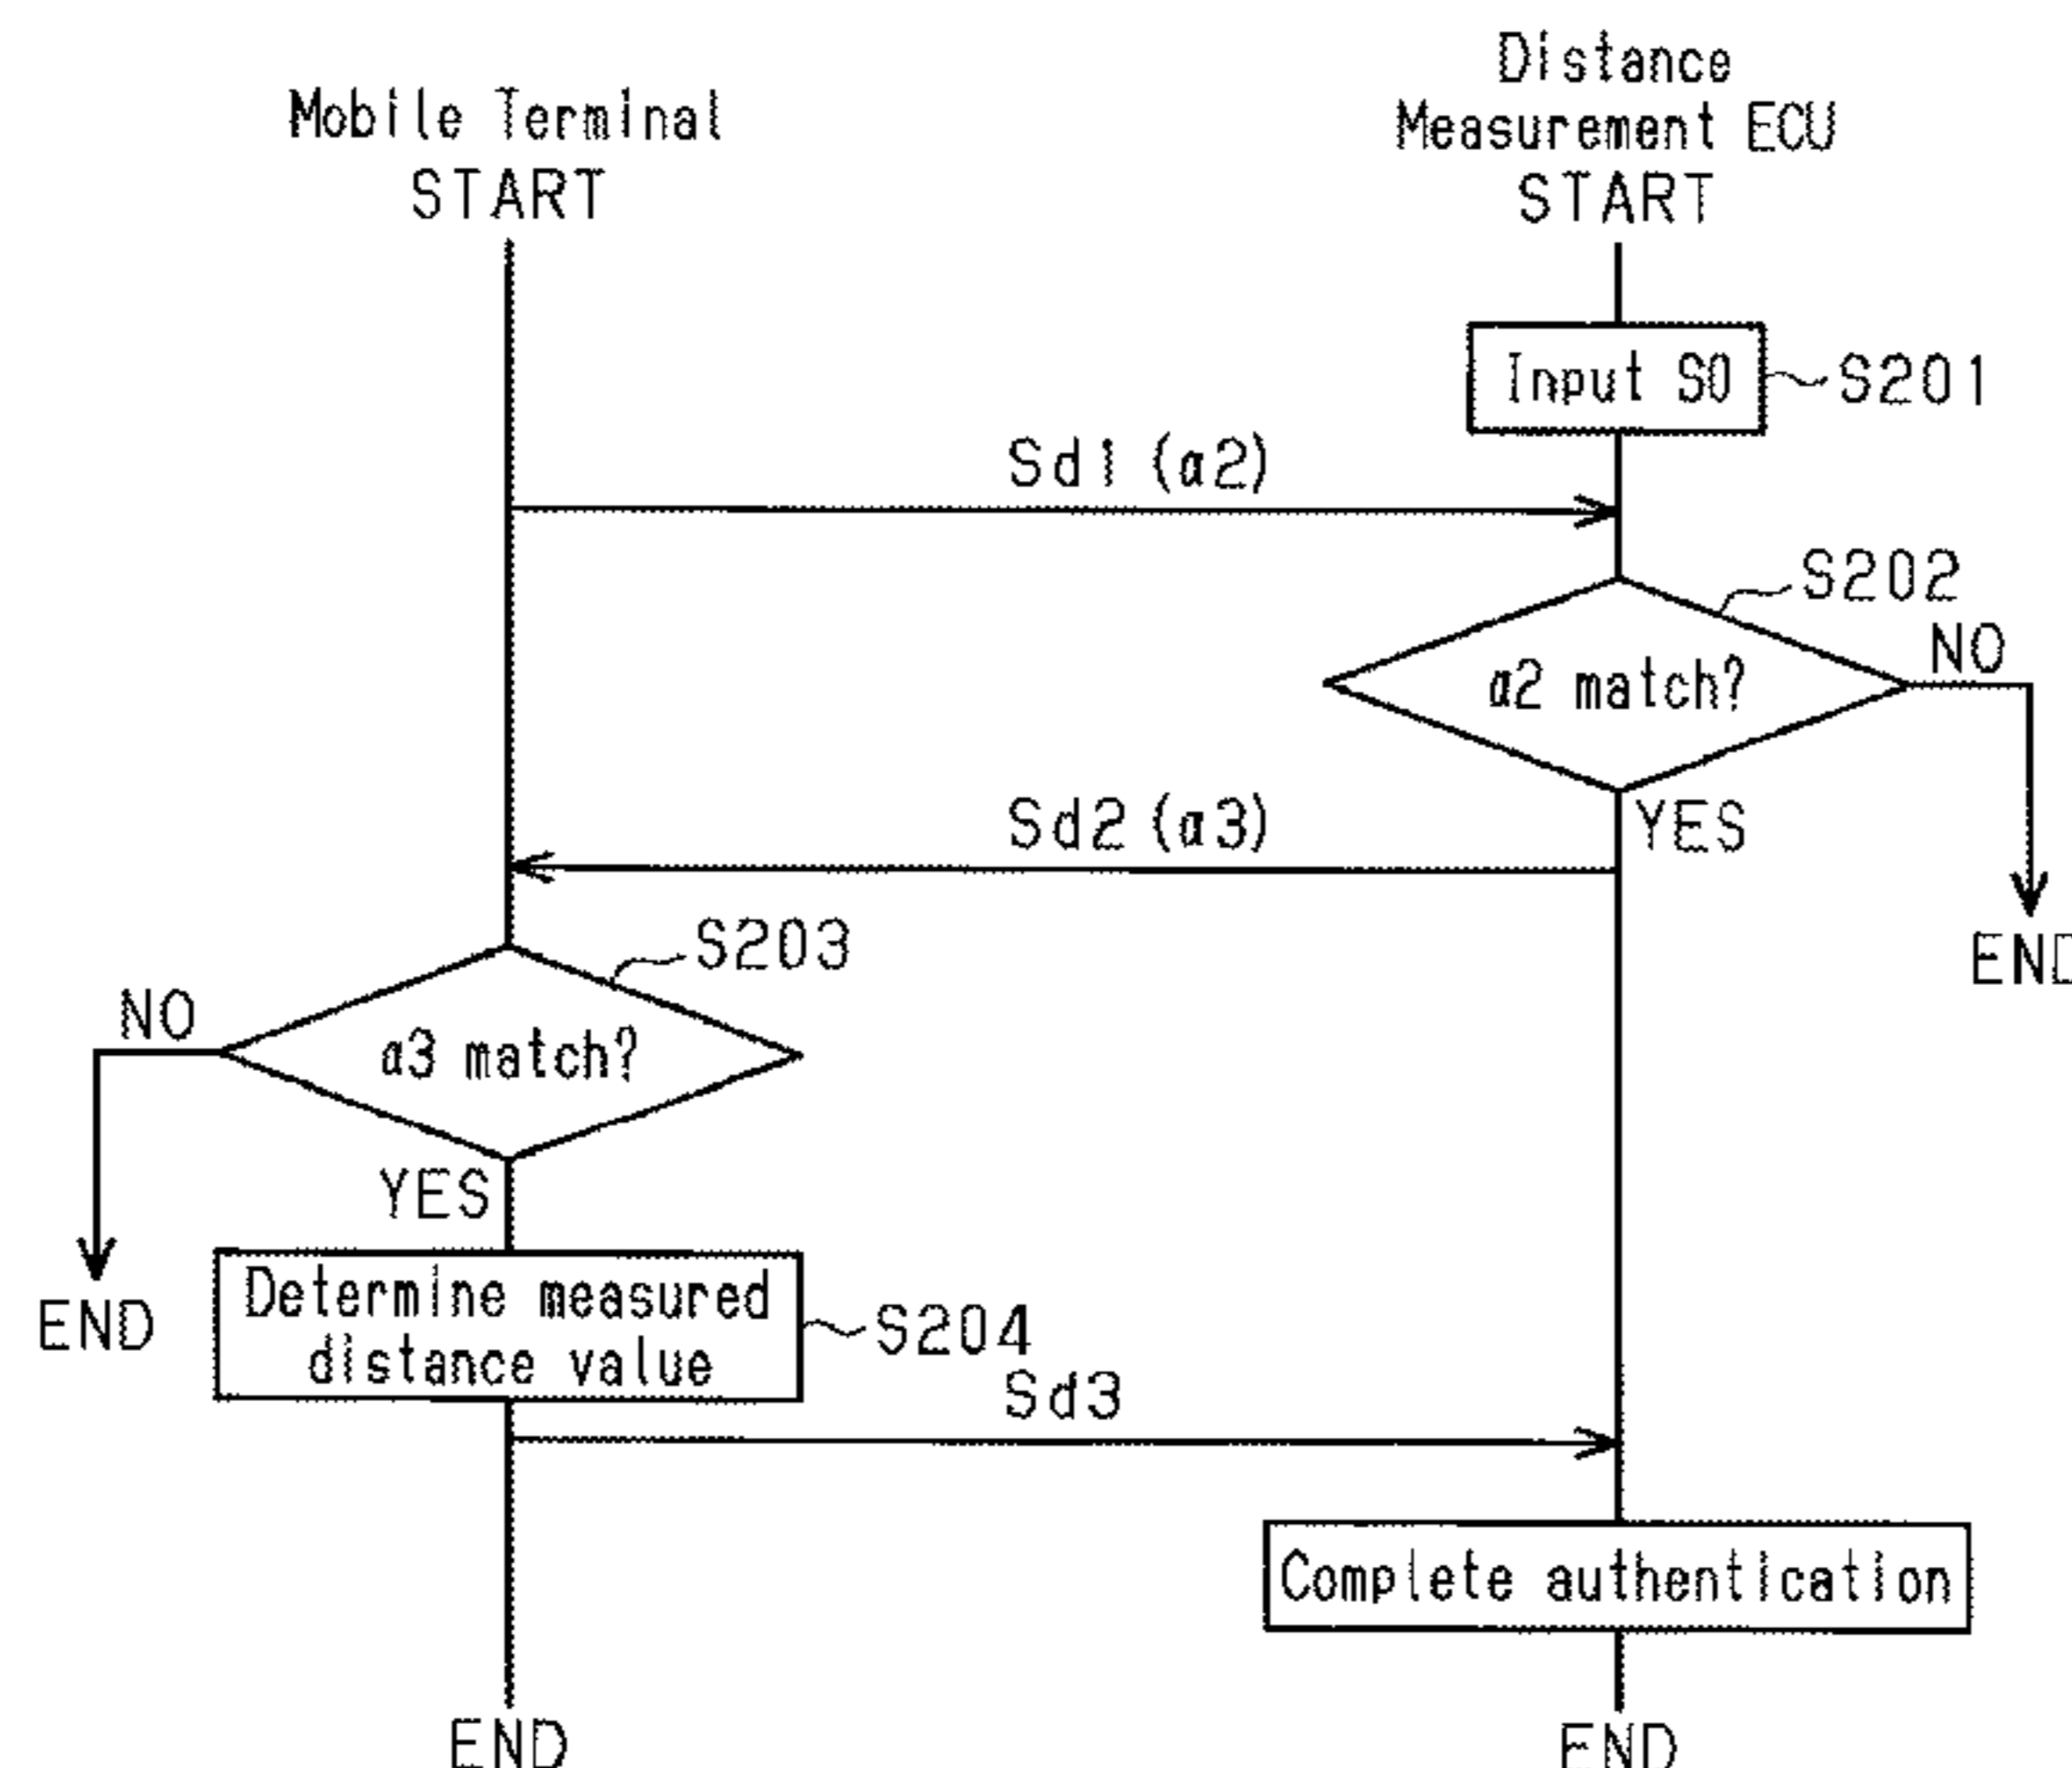 Mobile Terminal
START
Distance
Measurement ECU
START
Input S0
S201
Sd1 (α2)
S202
α2 match?
NO
YES
END
Sd2 (α3)
S203
α3 match?
NO
YES
END
Determine measured
distance value
S204
Sd3
Complete authentication
END
END